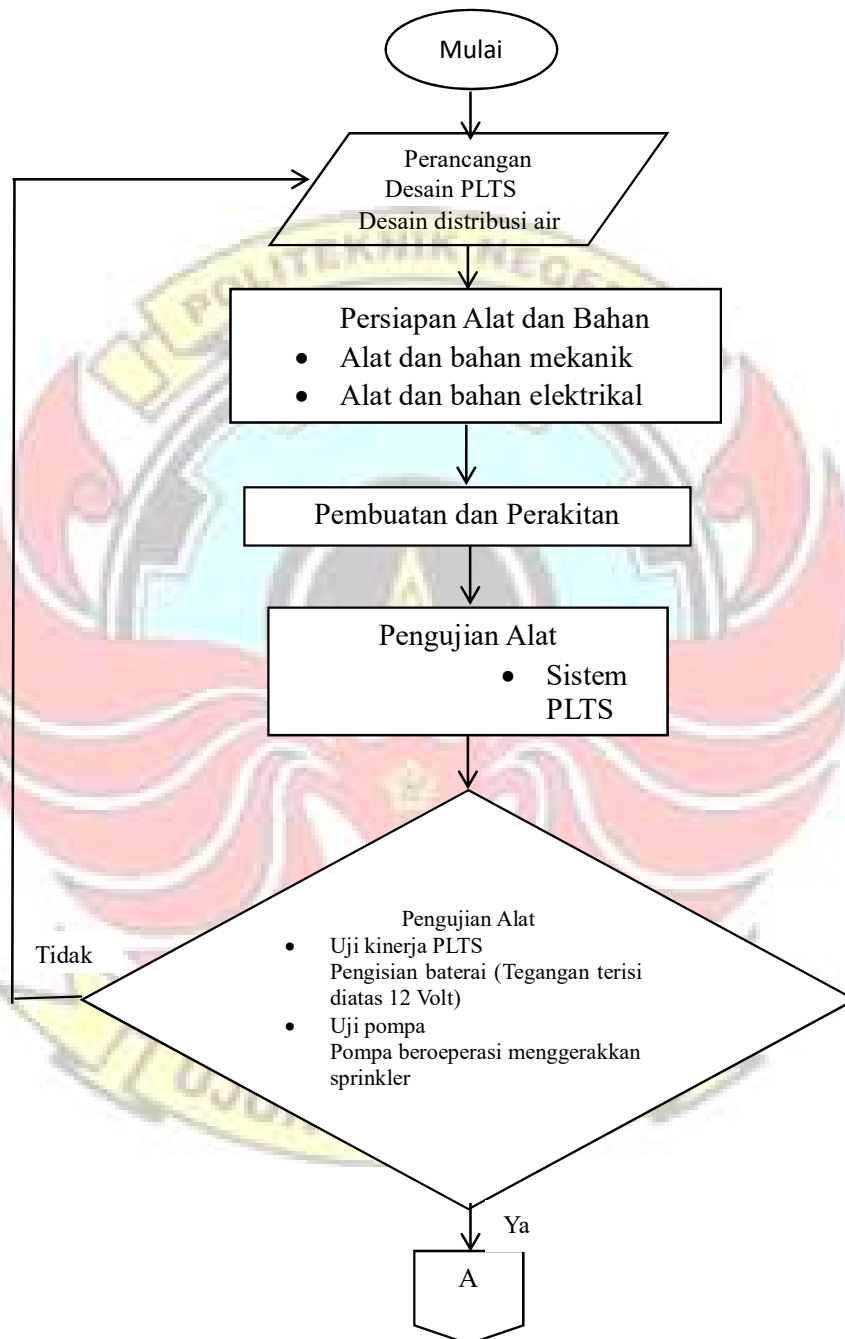 Mulai
Perancangan
Desain PLTS
Desain distribusi air
POLITEKNIK NEGE
Persiapan Alat dan Bahan
• Alat dan bahan mekanik
• Alat dan bahan elektrikal
Pembuatan dan Perakitan
Pengujian Alat
• Sistem
PLTS
Pengujian Alat
• Uji kinerja PLTS
Pengisian baterai (Tegangan terisi
diatas 12 Volt)
• Uji pompa
Pompa beroeperasi menggerakkan
sprinkler
Tidak
Ya
A